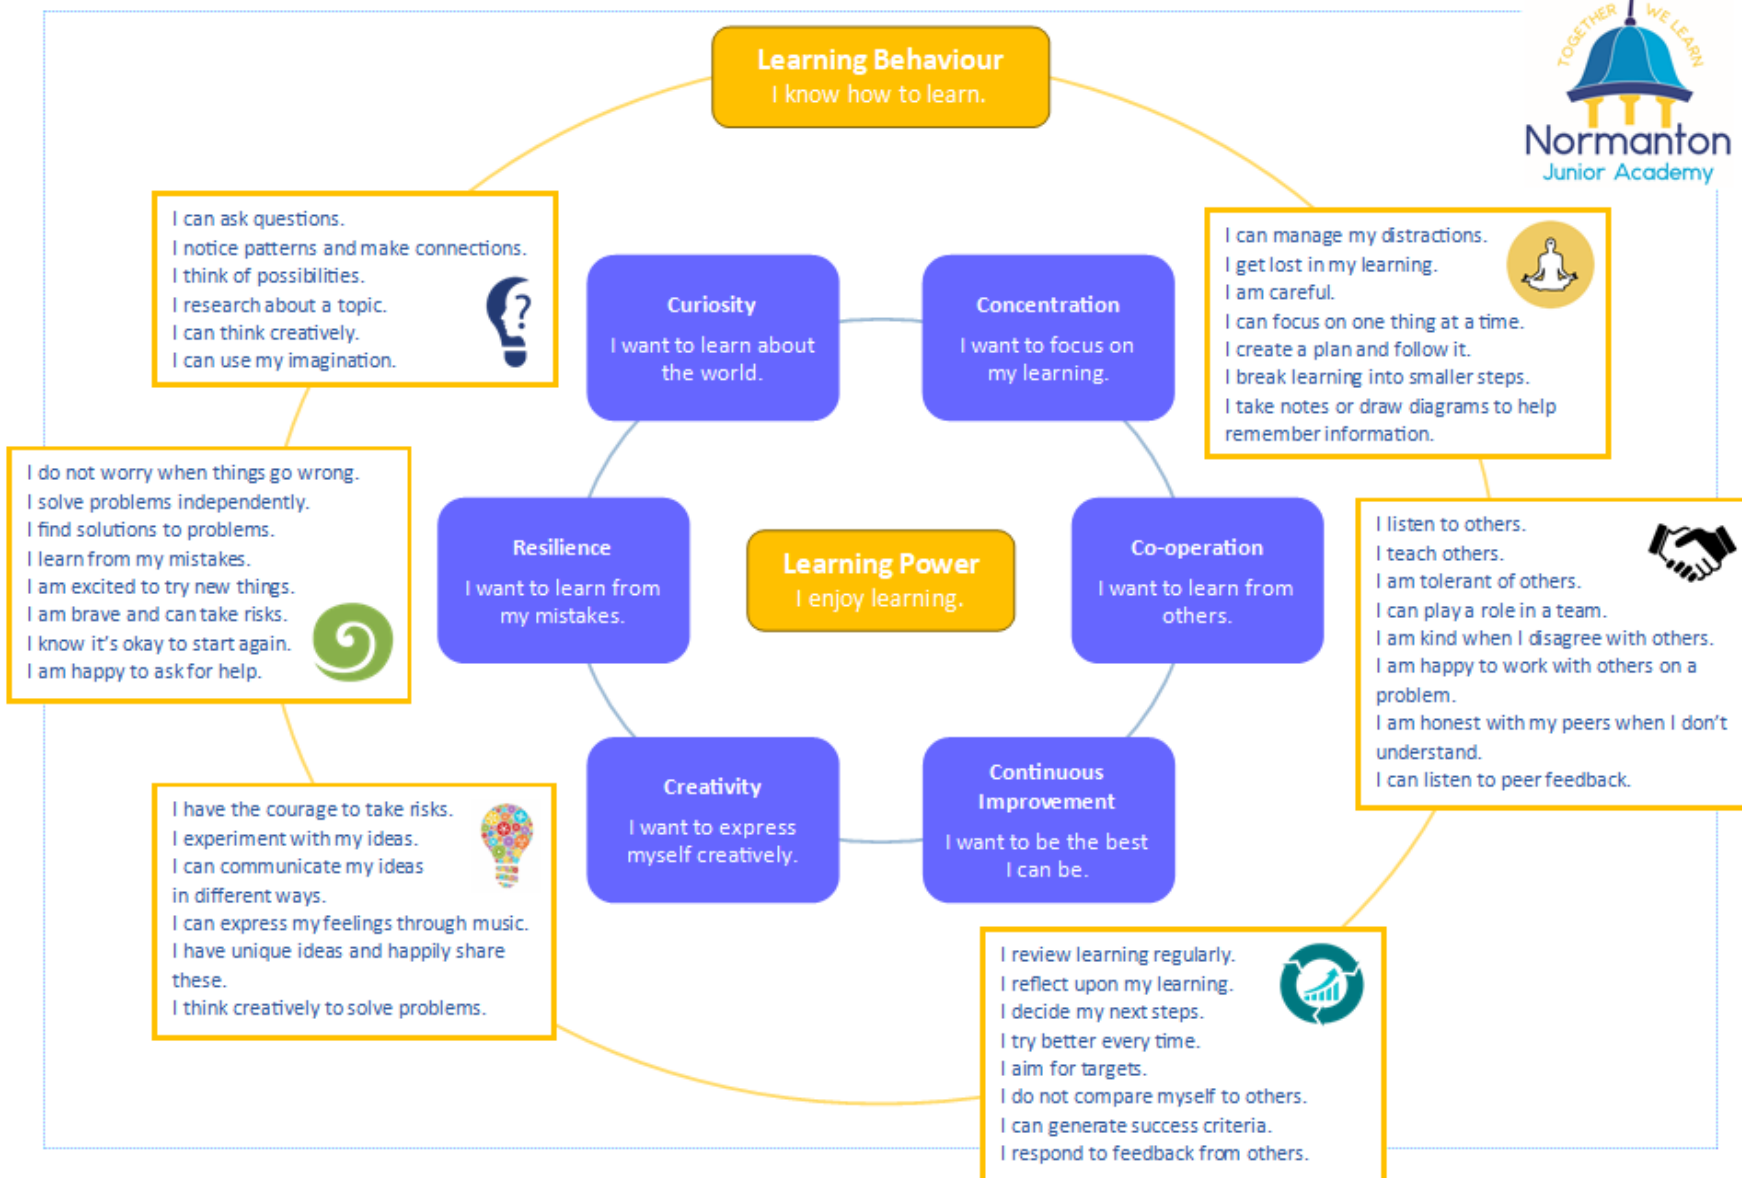 Learning Behaviour
I know how to learn.
TOGETHER WE LEARN
Normanton
Junior Academy
I can ask questions.
I notice patterns and make connections.
I think of possibilities.
I research about a topic.
I can think creatively.
I can use my imagination.
?
Curiosity
I want to learn about
the world.
Concentration
I want to focus on
my learning.
I can manage my distractions.
I get lost in my learning.
I am careful.
I can focus on one thing at a time.
I create a plan and follow it.
I break learning into smaller steps.
I take notes or draw diagrams to help
remember information.
I do not worry when things go wrong.
I solve problems independently.
I find solutions to problems.
I learn from my mistakes.
I am excited to try new things.
I am brave and can take risks.
I know it's okay to start again.
I am happy to ask for help.
Resilience
I want to learn from
my mistakes.
Learning Power
I enjoy learning.
Co-operation
I want to learn from
others.
I listen to others.
I teach others.
I am tolerant of others.
I can play a role in a team.
I am kind when I disagree with others.
I am happy to work with others on a
problem.
I am honest with my peers when I don't
understand.
I can listen to peer feedback.
I have the courage to take risks.
I experiment with my ideas.
I can communicate my ideas
in different ways.
I can express my feelings through music.
I have unique ideas and happily share
these.
I think creatively to solve problems.
Creativity
I want to express
myself creatively.
Continuous
Improvement
I want to be the best
I can be.
I review learning regularly.
I reflect upon my learning.
I decide my next steps.
I try better every time.
I aim for targets.
I do not compare myself to others.
I can generate success criteria.
I respond to feedback from others.